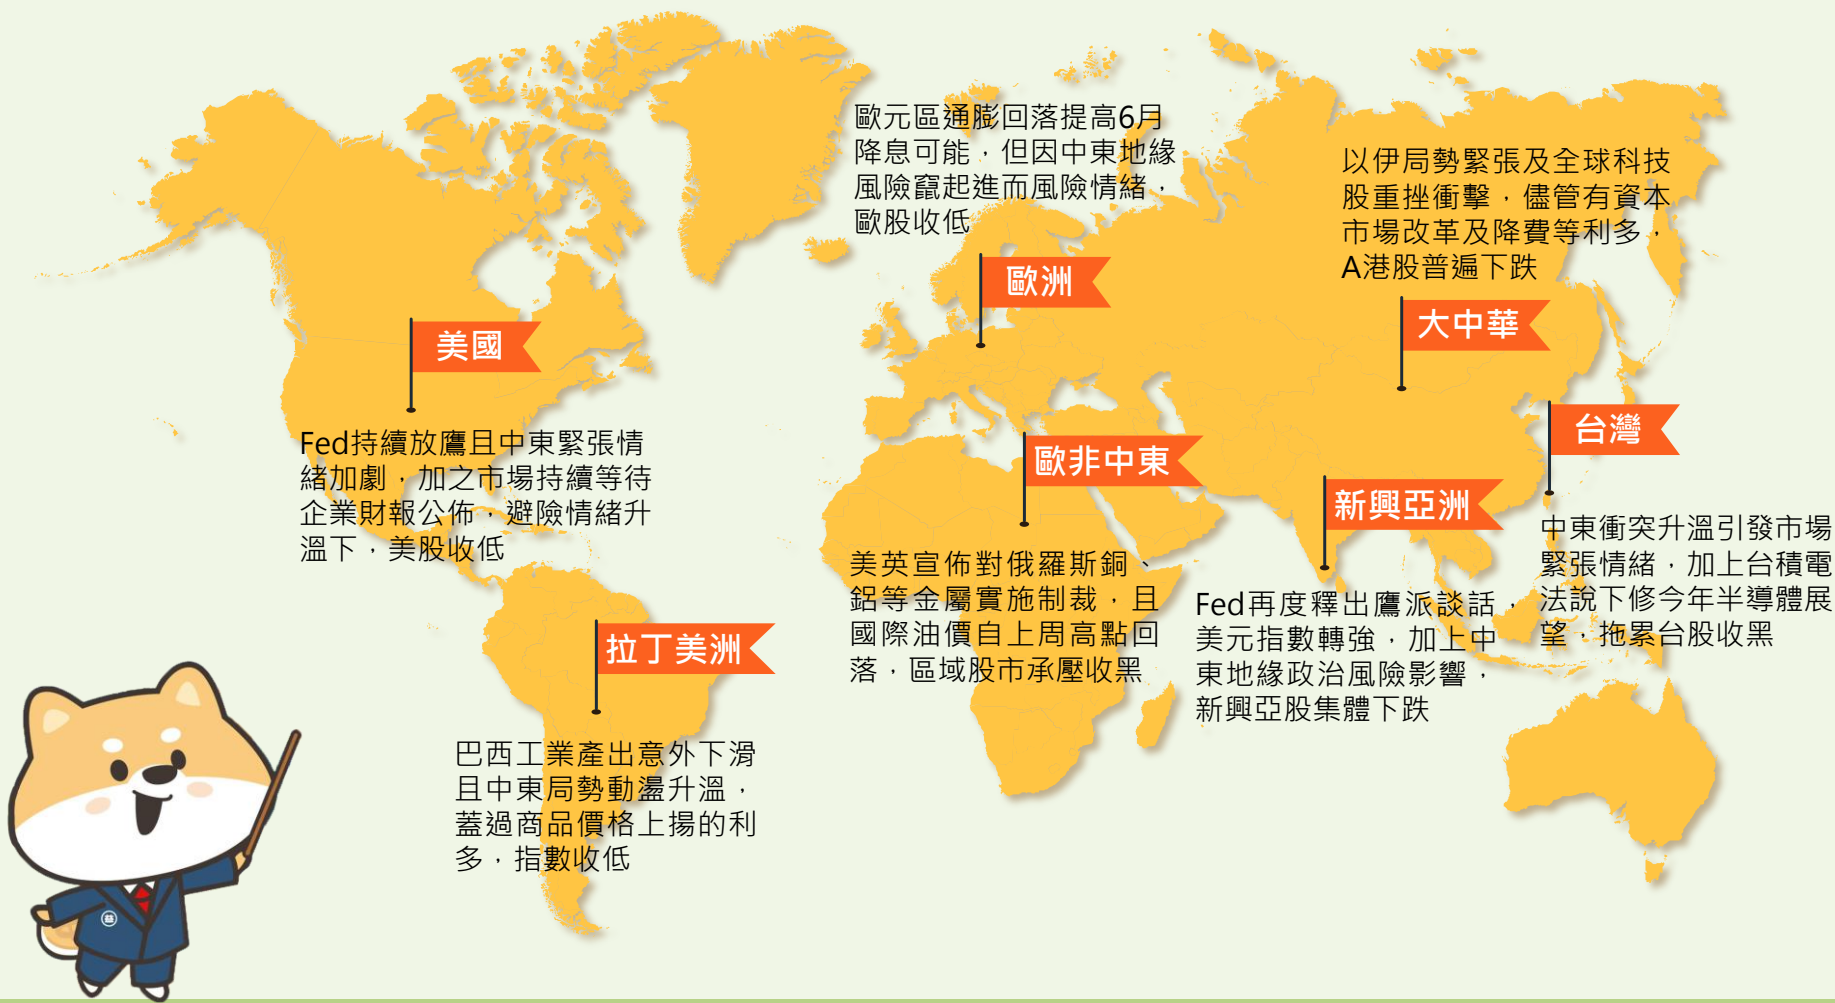 歐元區通膨回落提高6月
降息可能，但因中東地緣
風險竄起進而風險情緒，
歐股收低
歐洲
以伊局勢緊張及全球科技
股重挫衝擊，儘管有資本
市場改革及降費等利多，
A港股普遍下跌
大中華
美國
Fed持續放鷹且中東緊張情
緒加劇，加之市場持續等待
企業財報公佈，避險情緒升
溫下，美股收低
台灣
中東衝突升溫引發市場
緊張情緒，加上台積電
法說下修今年半導體展
望，拖累台股收黑
歐非中東
美英宣佈對俄羅斯銅、
鋁等金屬實施制裁，且
國際油價自上周高點回
落，區域股市承壓收黑
新興亞洲
Fed再度釋出鷹派談話，
美元指數轉強，加上中
東地緣政治風險影響，
新興亞股集體下跌
拉丁美洲
巴西工業產出意外下滑
且中東局勢動盪升溫，
蓋過商品價格上揚的利
多，指數收低